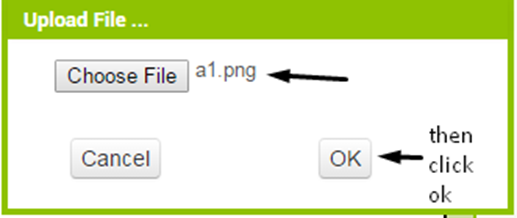 Upload File ...
Choose File a1.png
Cancel OK then
click
ok